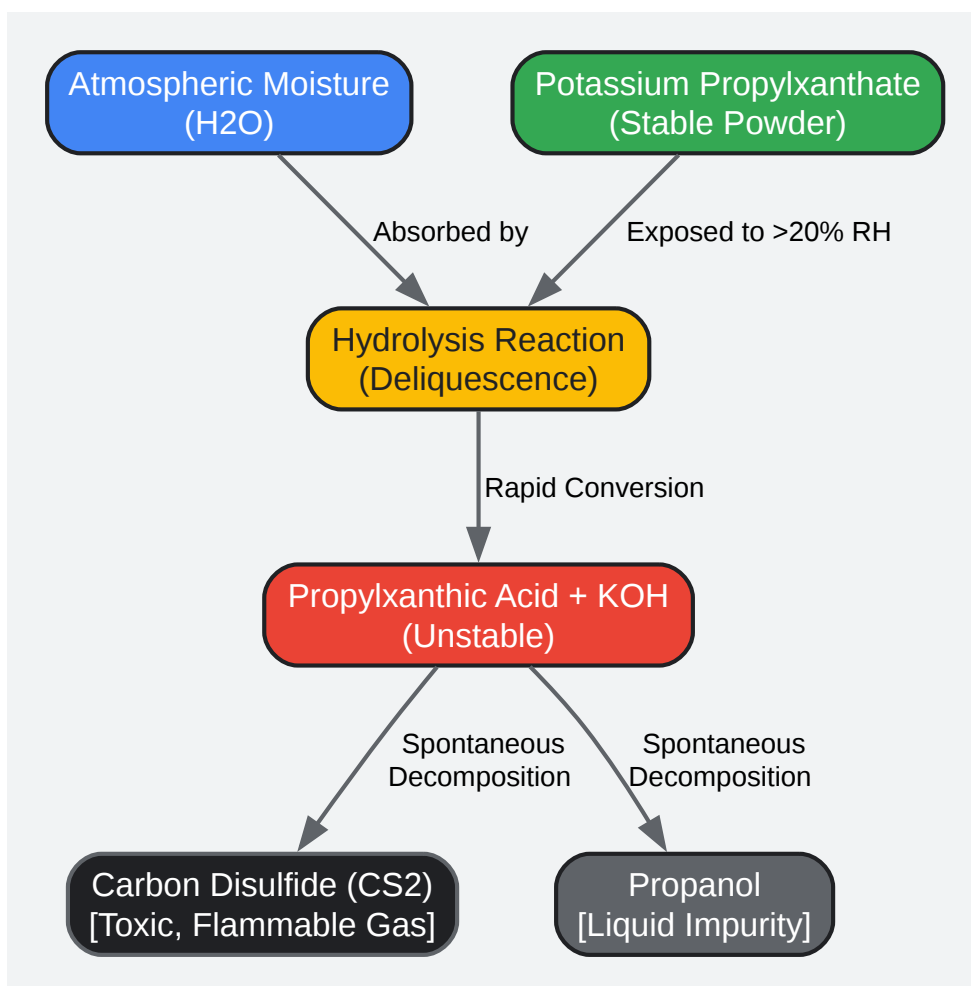 Atmospheric Moisture
(H2O)
Potassium Propylxanthate
(Stable Powder)
Absorbed by
Exposed to >20% RH
Hydrolysis Reaction
(Deliquescence)
Rapid Conversion
Propylxanthic Acid + KOH
(Unstable)
Spontaneous
Decomposition
Spontaneous
Decomposition
Carbon Disulfide (CS2)
[Toxic, Flammable Gas]
Propanol
[Liquid Impurity]